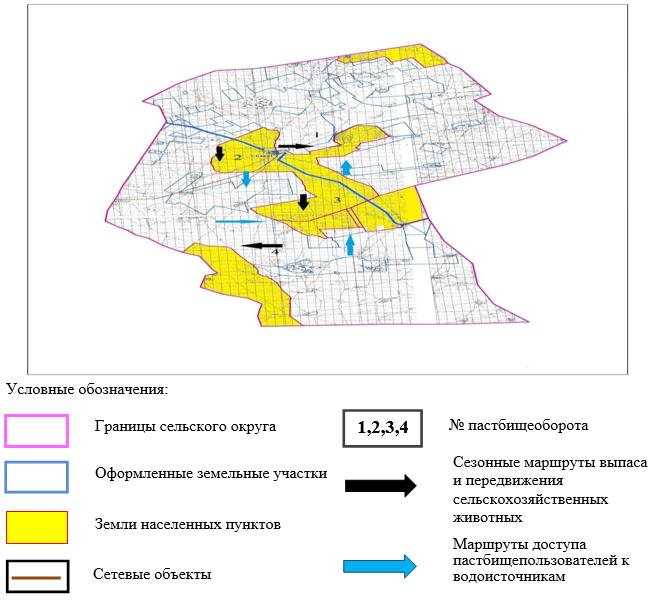 1
2
3
4
Условные обозначения:
Границы сельского округа
Оформленные земельные участки
Земли населенных пунктов
Сетевые объекты
1,2,3,4
№ пастбищеоборота
Сезонные маршруты выпаса
и передвижения
сельскохозяйственных
животных
Маршруты доступа
пастбищепользователей к
водоисточникам